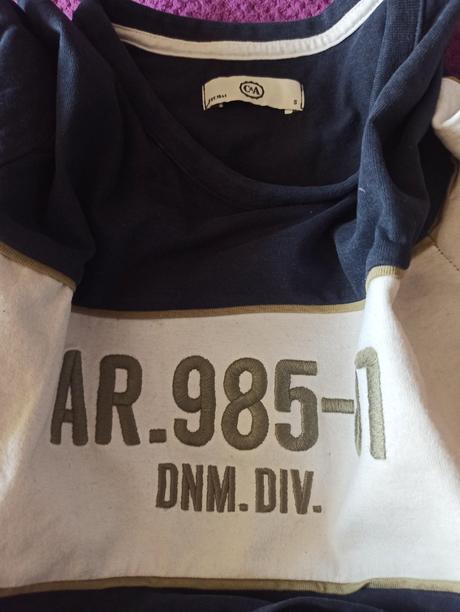 C&A
S
AR.985-
DNM.DIV.